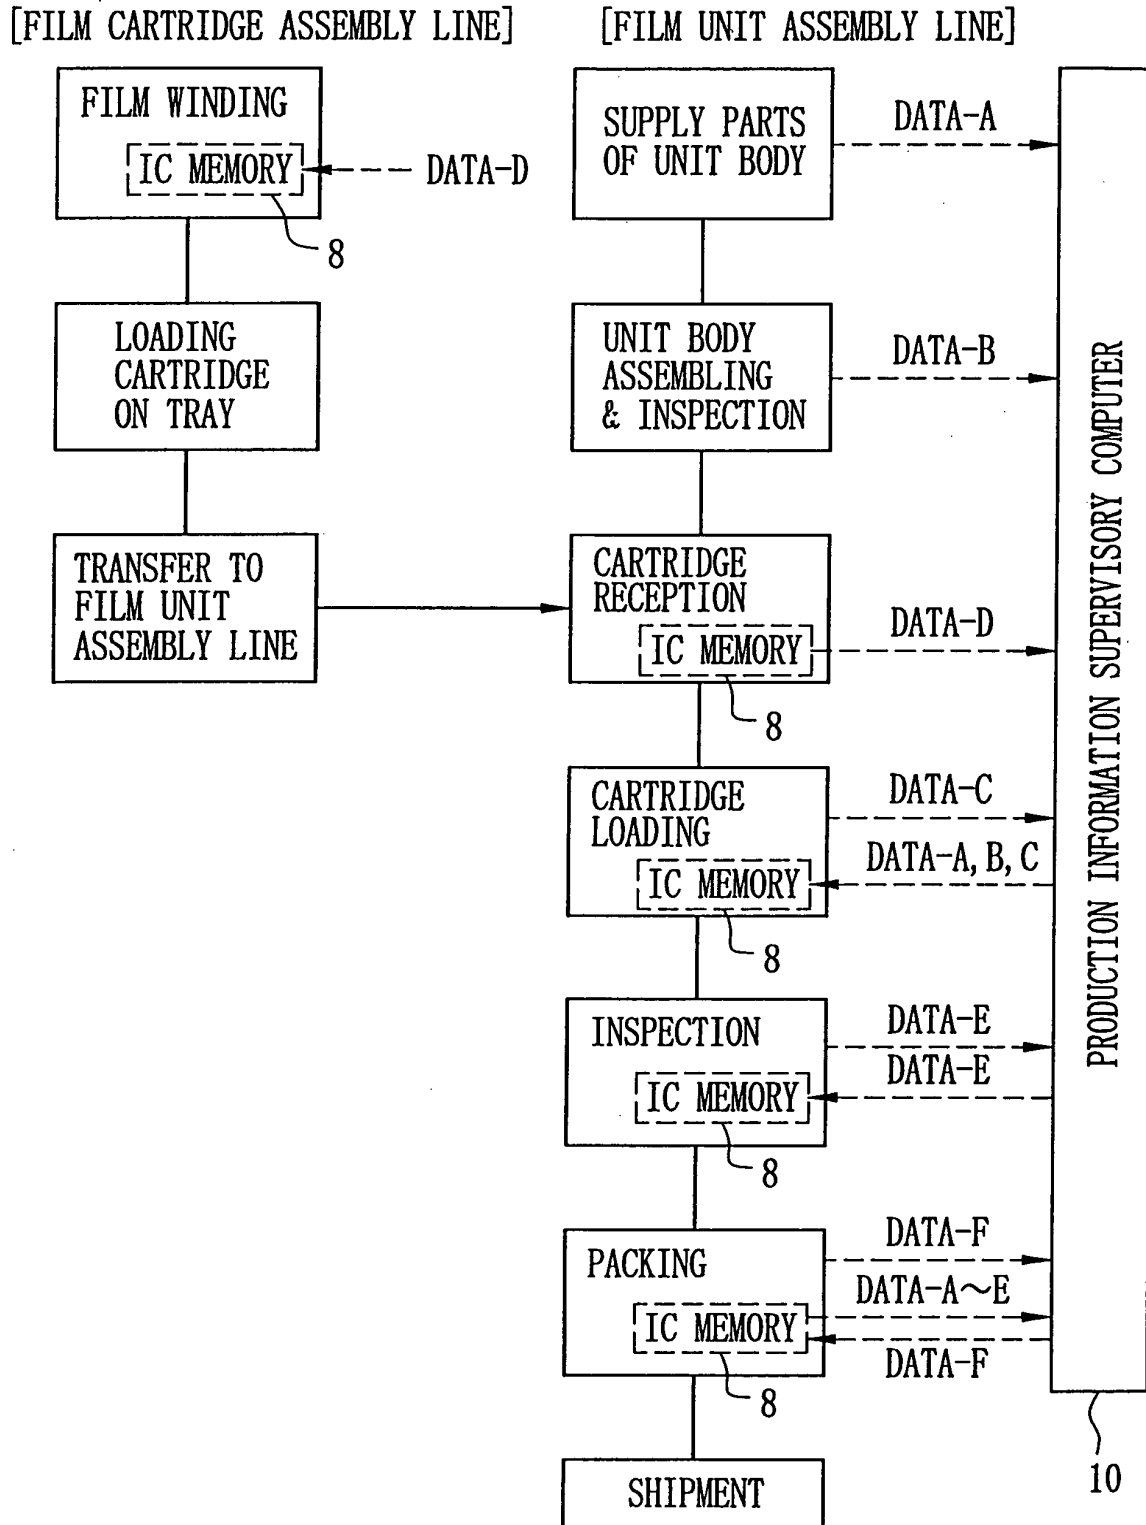 [FILM CARTRIDGE ASSEMBLY LINE]
[FILM UNIT ASSEMBLY LINE]
FILM WINDING
IC MEMORY
DATA-D
8
LOADING
CARTRIDGE
ON TRAY
TRANSFER TO
FILM UNIT
ASSEMBLY LINE
SUPPLY PARTS
OF UNIT BODY
DATA-A
UNIT BODY
ASSEMBLING
& INSPECTION
DATA-B
CARTRIDGE
RECEPTION
IC MEMORY
DATA-D
8
CARTRIDGE
LOADING
DATA-C
DATA-A, B, C
IC MEMORY
8
INSPECTION
DATA-E
DATA-E
IC MEMORY
8
PACKING
DATA-F
DATA-A~E
IC MEMORY
DATA-F
8
SHIPMENT
PRODUCTION INFORMATION SUPERVISORY COMPUTER
10